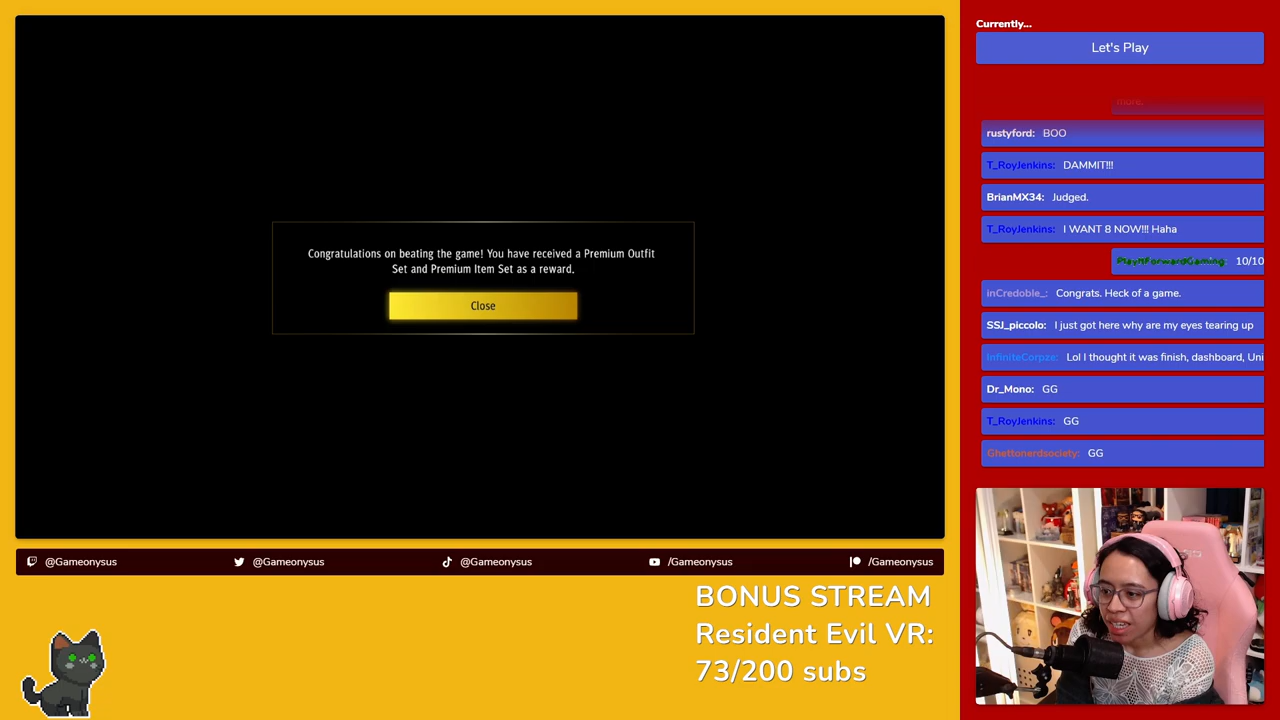 Currently...
Let's Play
more.
rustyford: BOO
T_RoyJenkins: DAMMIT!!!
BrianMX34: Judged.
T_RoyJenkins: I WANT 8 NOW!!! Haha
PlayItForwardGaming: 10/10
inCredoble_: Congrats. Heck of a game.
SSJ_piccolo: I just got here why are my eyes tearing up
InfiniteCorpze: Lol I thought it was finish, dashboard, Uni
Dr_Mono: GG
T_RoyJenkins: GG
Ghettonerdsociety: GG
Congratulations on beating the game! You have received a Premium Outfit
Set and Premium Item Set as a reward.
Close
@Gameonysus
@Gameonysus
@Gameonysus
/Gameonysus
/Gameonysus
BONUS STREAM
Resident Evil VR:
73/200 subs